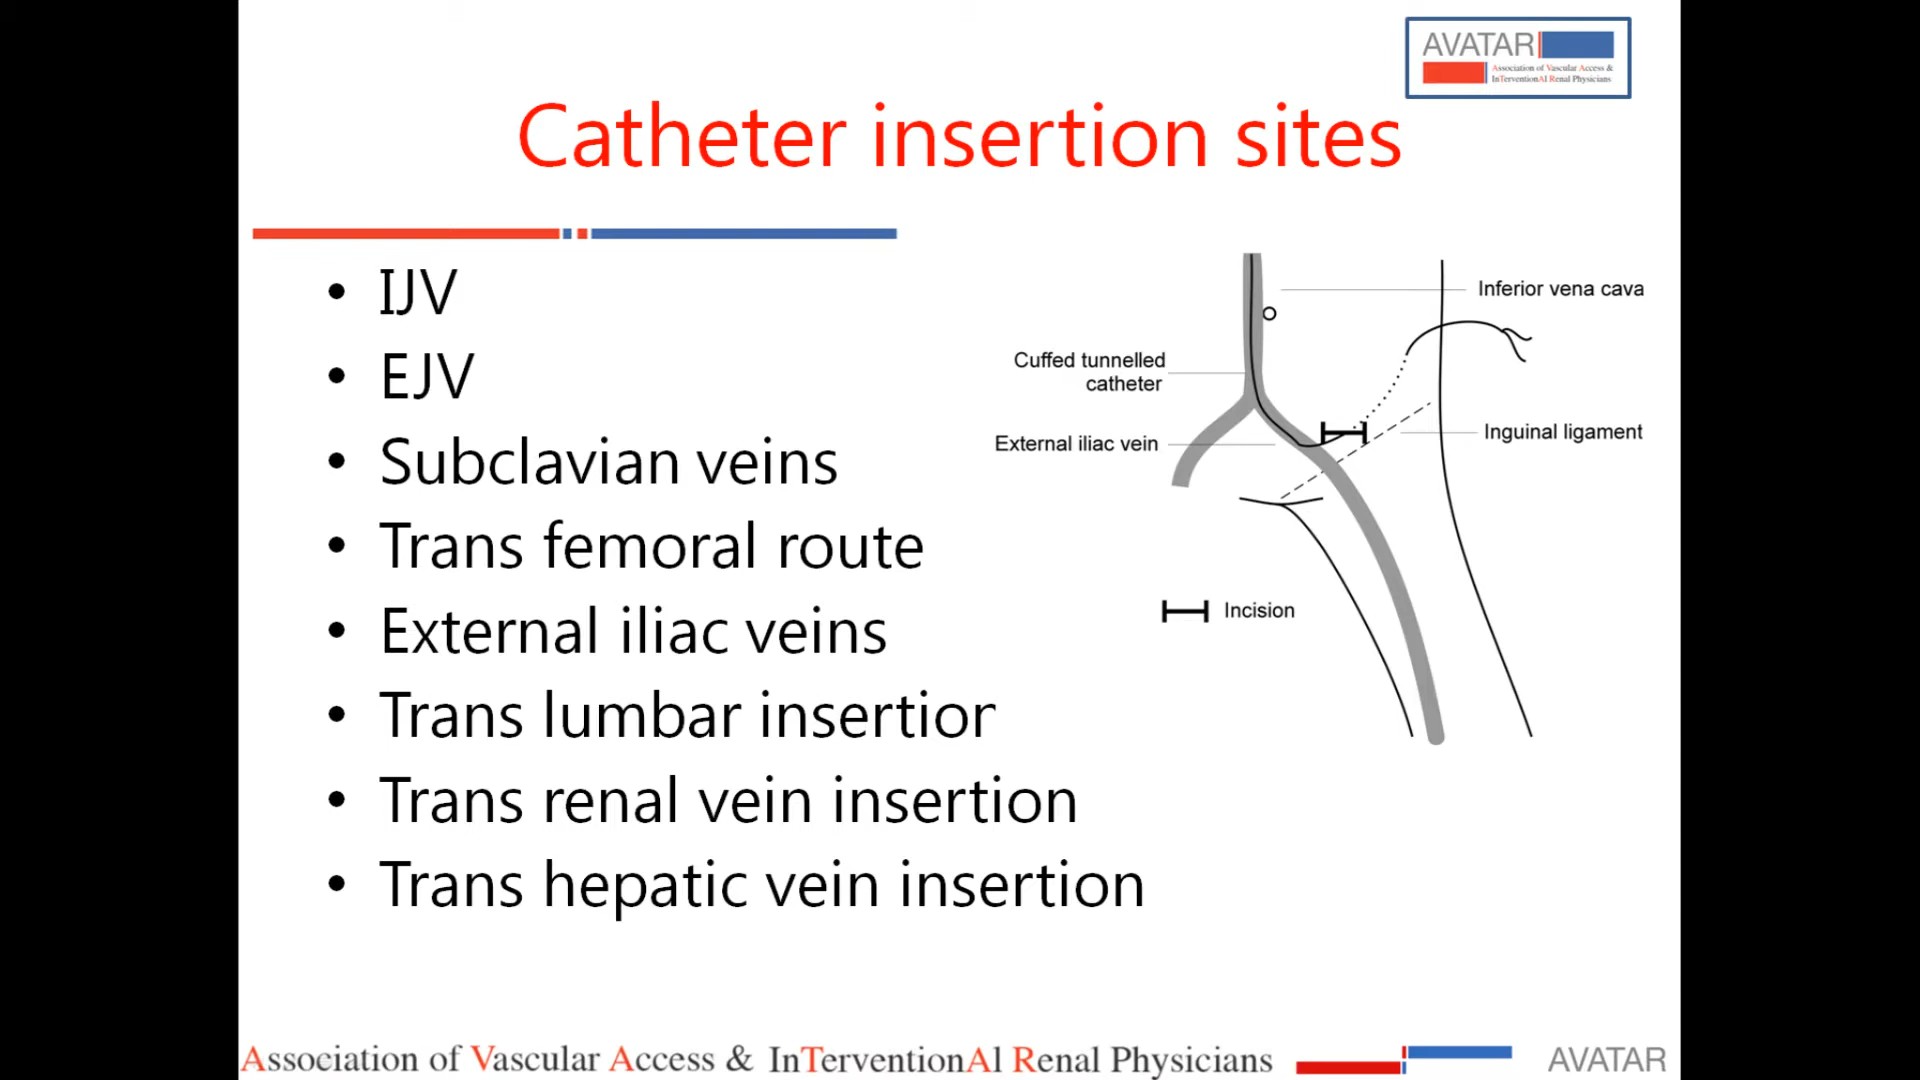 AVATAR
Association of Vascular Access &
InTerventionAl Renal Physicians
Catheter insertion sites
• IJV
• EJV
• Subclavian veins
• Trans femoral route
• External iliac veins
• Trans lumbar insertion
• Trans renal vein insertion
• Trans hepatic vein insertion
Inferior vena cava
Cuffed tunnelled
catheter
External iliac vein
Inguinal ligament
Incision
Association of Vascular Access & InTerventionAl Renal Physicians
AVATAR